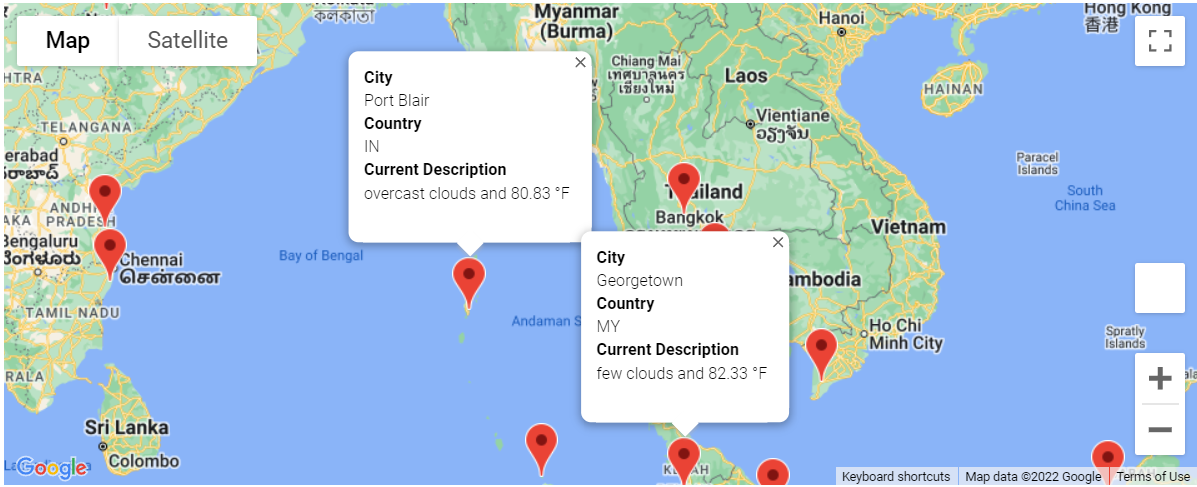 Map
Satellite
Myanmar
(Burma)
Hanoi
Hong Kong
香港
Kolkata
কলকাতা
Chiang Mai
เทศบาลนคร
เชียงใหม่
Laos
HAINAN
TELANGANA
Vientiane
ວຽງຈັນ
City
Port Blair
Country
IN
Current Description
overcast clouds and 80.83 °F
Paracel
Islands
South
China Sea
Thailand
Bangkok
Vietnam
ANDHRA
PRADESH
Bengaluru
Chennai
சென்னை
Bay of Bengal
City
Georgetown
Country
MY
Current Description
few clouds and 82.33 °F
Andaman S
ambodia
TAMIL NADU
Ho Chi
Minh City
Spratly
Islands
RALA
Sri Lanka
Colombo
Google
Keyboard shortcuts
Map data ©2022 Google
Terms of Use